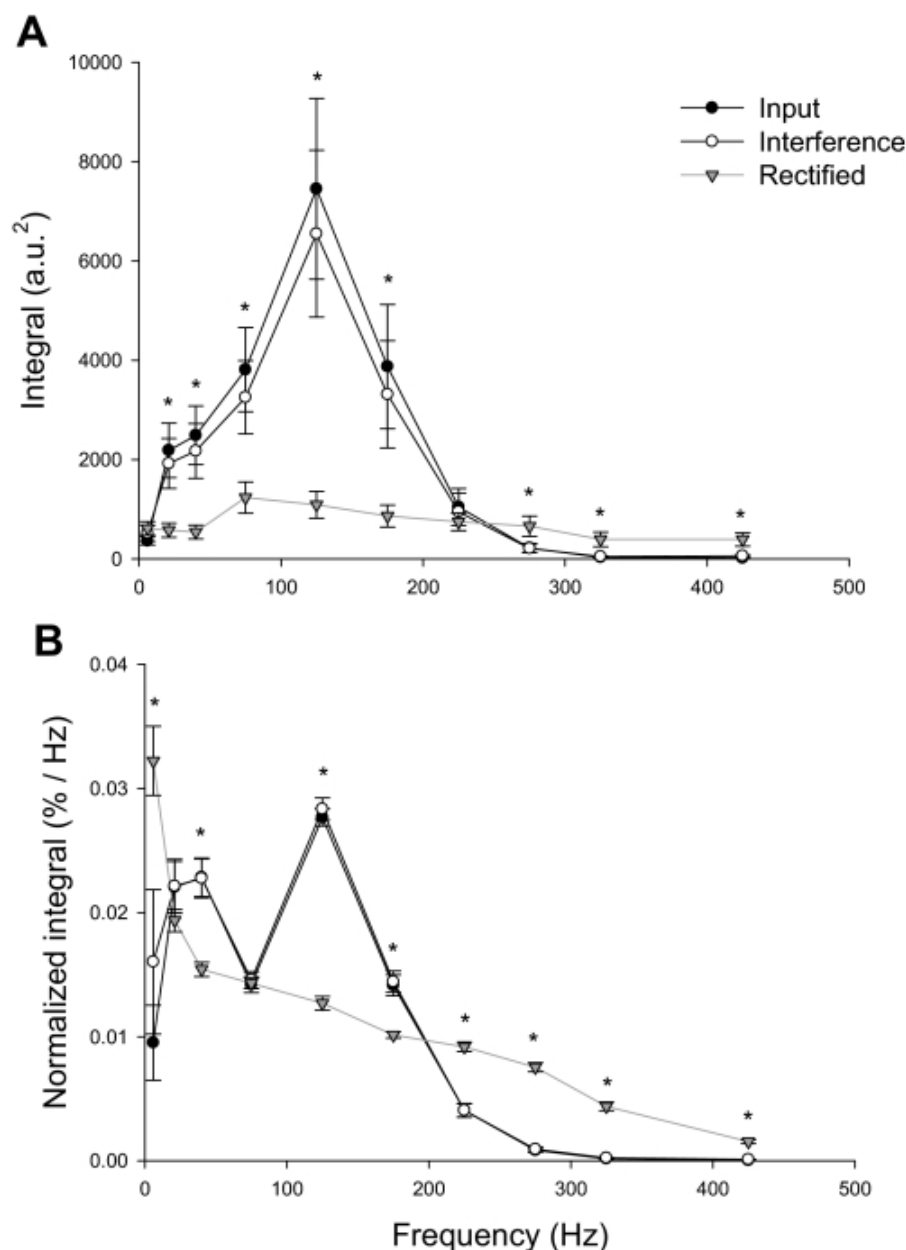 A
10000
8000
6000
4000
2000
0
Integral (a.u.²)
* * * * * * * *
Input
Interference
Rectified
0 100 200 300 400 500
B
0.04
0.03
0.02
0.01
0.00
Normalized integral (% / Hz)
* * * * * * * *
0 100 200 300 400 500
Frequency (Hz)